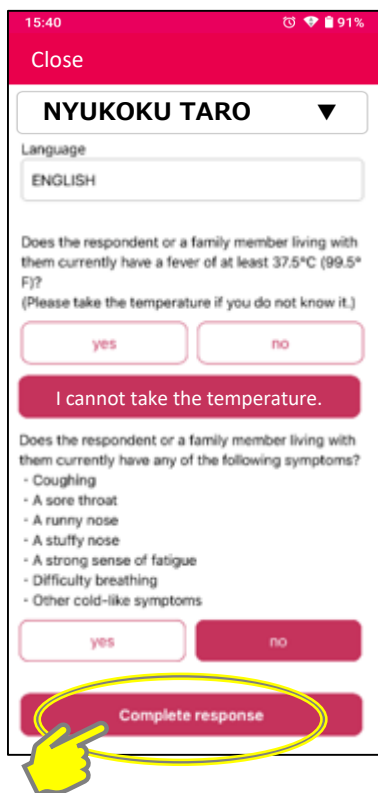 15:40 91%
Close
NYUKOKU TARO ▼
Language
ENGLISH
Does the respondent or a family member living with
them currently have a fever of at least 37.5°C (99.5°
F)?
(Please take the temperature if you do not know it.)
yes no
I cannot take the temperature.
Does the respondent or a family member living with
them currently have any of the following symptoms?
・Coughing
・A sore throat
・A runny nose
・A stuffy nose
・A strong sense of fatigue
・Difficulty breathing
・Other cold-like symptoms
yes no
Complete response